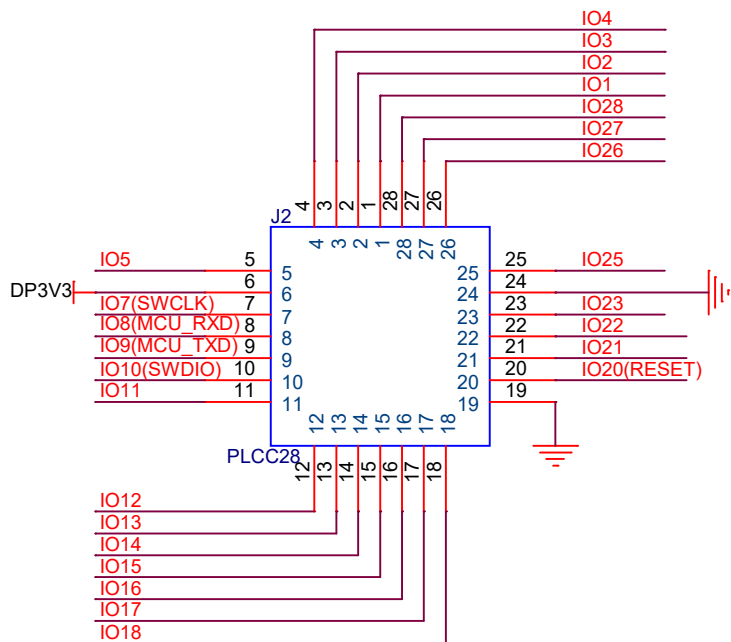 IO4
IO3
IO2
IO1
IO28
IO27
IO26
4 3 2 1 28 27 26
J2
4 3 2 1 28 27 26
IO5 5 5 25 25 IO25
DP3V3 6 6 24 24
IO7(SWCLK) 7 7 23 23 IO23
IO8(MCU_RXD) 8 8 22 22 IO22
IO9(MCU_TXD) 9 9 21 21 IO21
IO10(SWDIO) 10 10 20 20 IO20(RESET)
IO11 11 11 19 19
12 13 14 15 16 17 18
PLCC28
12 13 14 15 16 17 18
IO12
IO13
IO14
IO15
IO16
IO17
IO18